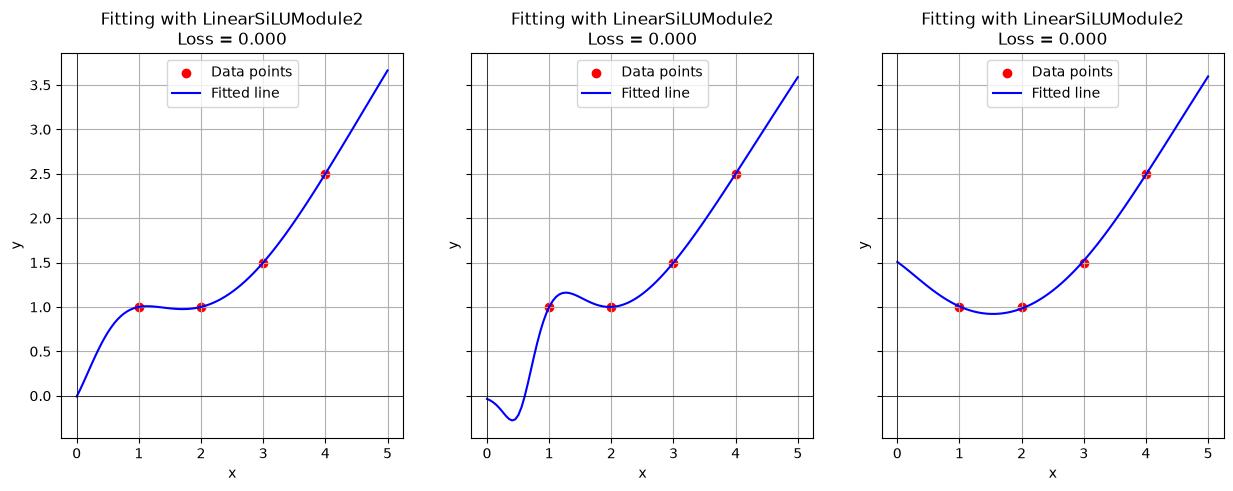 Fitting with LinearSiLUModule2
Loss = 0.000
Data points
Fitted line
3.5
3.0
2.5
2.0
1.5
1.0
0.5
0.0
y
0 1 2 3 4 5
x
Fitting with LinearSiLUModule2
Loss = 0.000
Data points
Fitted line
y
0 1 2 3 4 5
x
Fitting with LinearSiLUModule2
Loss = 0.000
Data points
Fitted line
y
0 1 2 3 4 5
x